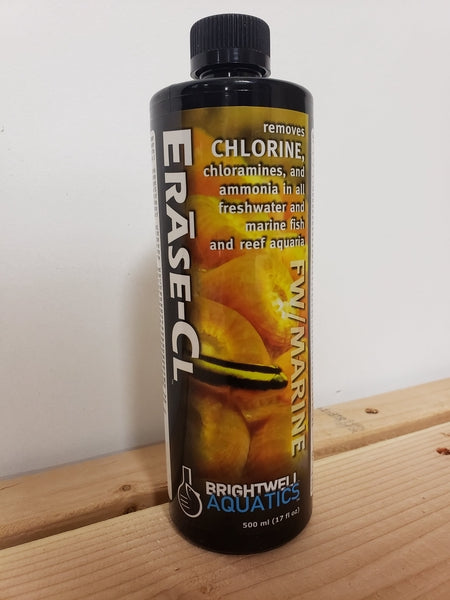 removes
CHLORINE,
chloramines, and
ammonia in all
freshwater and
marine fish
and reef aquaria
ERĀSE-CL
FW/MARINE
BRIGHTWELL
AQUATICS
500 ml (17 fl oz)